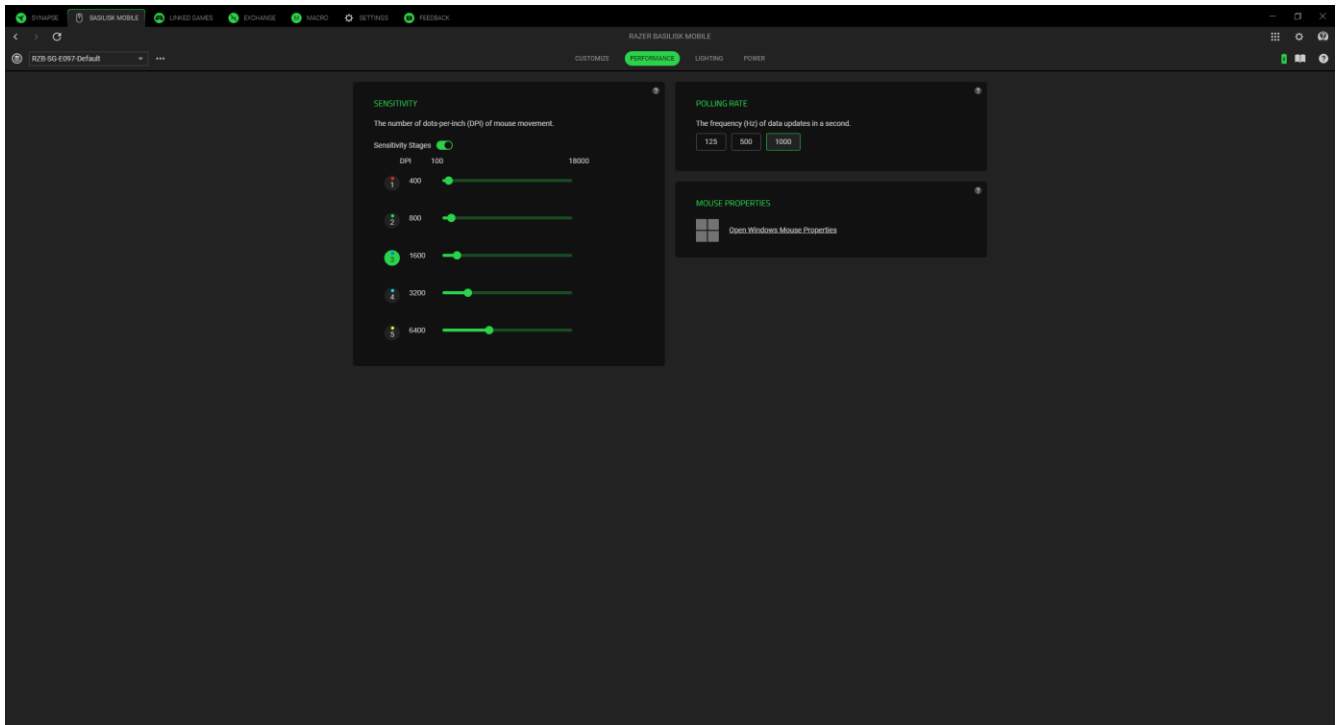 SYNAPSE BASILISK MOBILE LINKED GAMES EXCHANGE MACRO SETTINGS FEEDBACK
RAZER BASILISK MOBILE
RZB-SG-E097-Default CUSTOMIZE PERFORMANCE LIGHTING POWER
SENSITIVITY
The number of dots-per-inch (DPI) of mouse movement.
Sensitivity Stages
DPI 100 18000
1 400
2 800
3 1600
4 3200
5 6400
POLLING RATE
The frequency (Hz) of data updates in a second.
125 500 1000
MOUSE PROPERTIES
Open Windows Mouse Properties